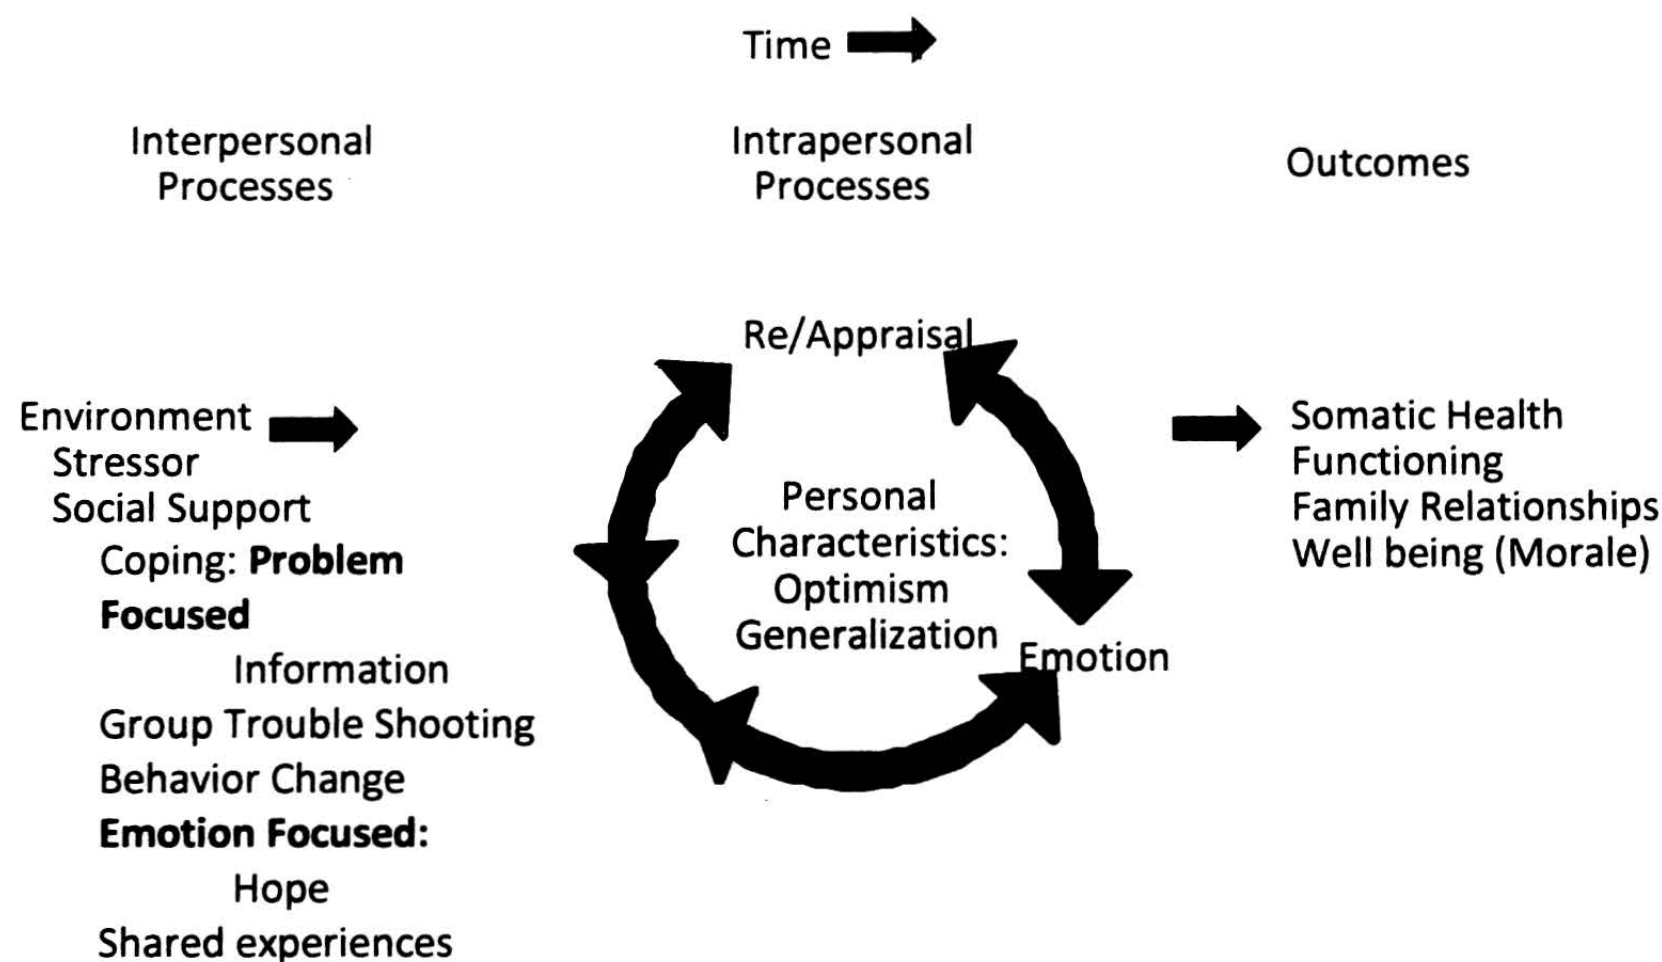 Time
Interpersonal
Processes
Intrapersonal
Processes
Outcomes
Environment
Stressor
Social Support
Coping: Problem
Focused
Information
Group Trouble Shooting
Behavior Change
Emotion Focused:
Hope
Shared experiences
Re/Appraisal
Personal
Characteristics:
Optimism
Generalization
Emotion
Somatic Health
Functioning
Family Relationships
Well being (Morale)